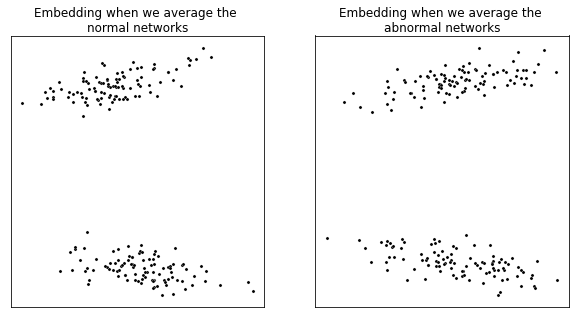 Embedding when we average the
normal networks
Embedding when we average the
abnormal networks